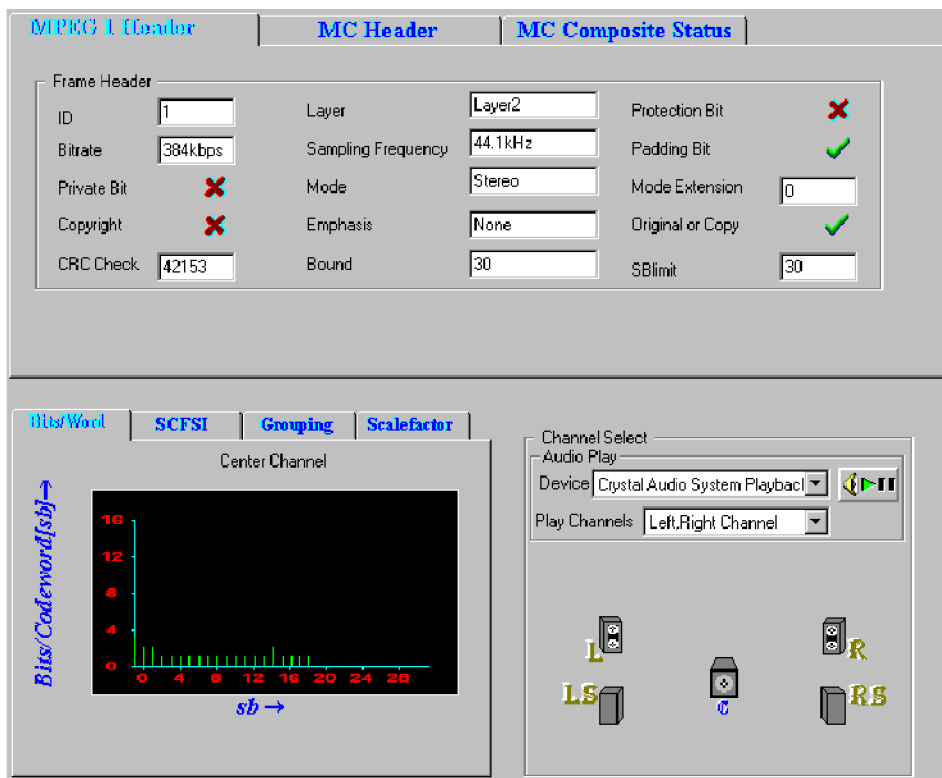 MPEG 1 Header MC Header MC Composite Status
Frame Header
ID 1 Layer Layer2 Protection Bit
Bitrate 384kbps Sampling Frequency 44.1kHz Padding Bit
Private Bit Mode Stereo Mode Extension 0
Copyright Emphasis None Original or Copy
CRC Check 42153 Bound 30 SBlimit 30
Bits/Word SCFSI Grouping Scalefactor
Center Channel
Bits/Codeword[sb]→
16
12
8
4
0
0 4 8 12 16 20 24 28
sb →
Channel Select
Audio Play
Device Crystal Audio System Playbacl
Play Channels Left,Right Channel
L R
LS C RS